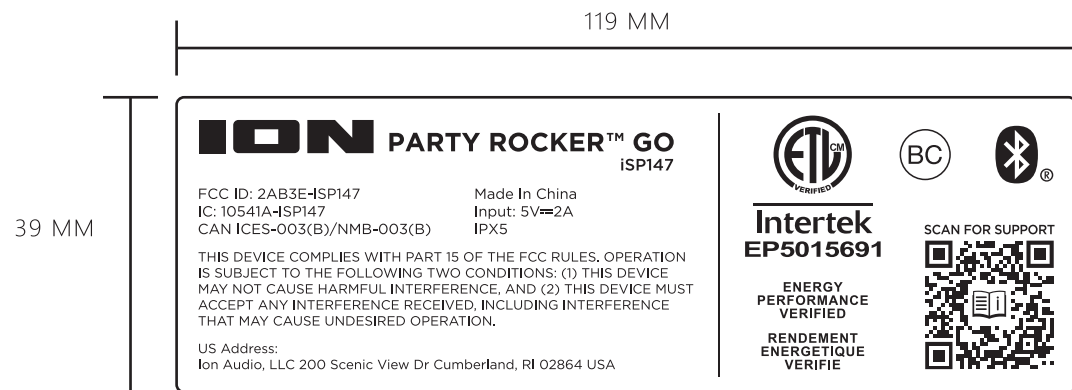 119 MM
39 MM
ION PARTY ROCKER™ GO
iSP147
FCC ID: 2AB3E-ISP147
IC: 10541A-ISP147
CAN ICES-003(B)/NMB-003(B)
Made In China
Input: 5V⎓2A
IPX5
THIS DEVICE COMPLIES WITH PART 15 OF THE FCC RULES. OPERATION
IS SUBJECT TO THE FOLLOWING TWO CONDITIONS: (1) THIS DEVICE
MAY NOT CAUSE HARMFUL INTERFERENCE, AND (2) THIS DEVICE MUST
ACCEPT ANY INTERFERENCE RECEIVED, INCLUDING INTERFERENCE
THAT MAY CAUSE UNDESIRED OPERATION.
US Address:
Ion Audio, LLC 200 Scenic View Dr Cumberland, RI 02864 USA
ETL CM
VERIFIED
Intertek
EP5015691
ENERGY
PERFORMANCE
VERIFIED
RENDEMENT
ENERGETIQUE
VERIFIE
BC
®
SCAN FOR SUPPORT
i